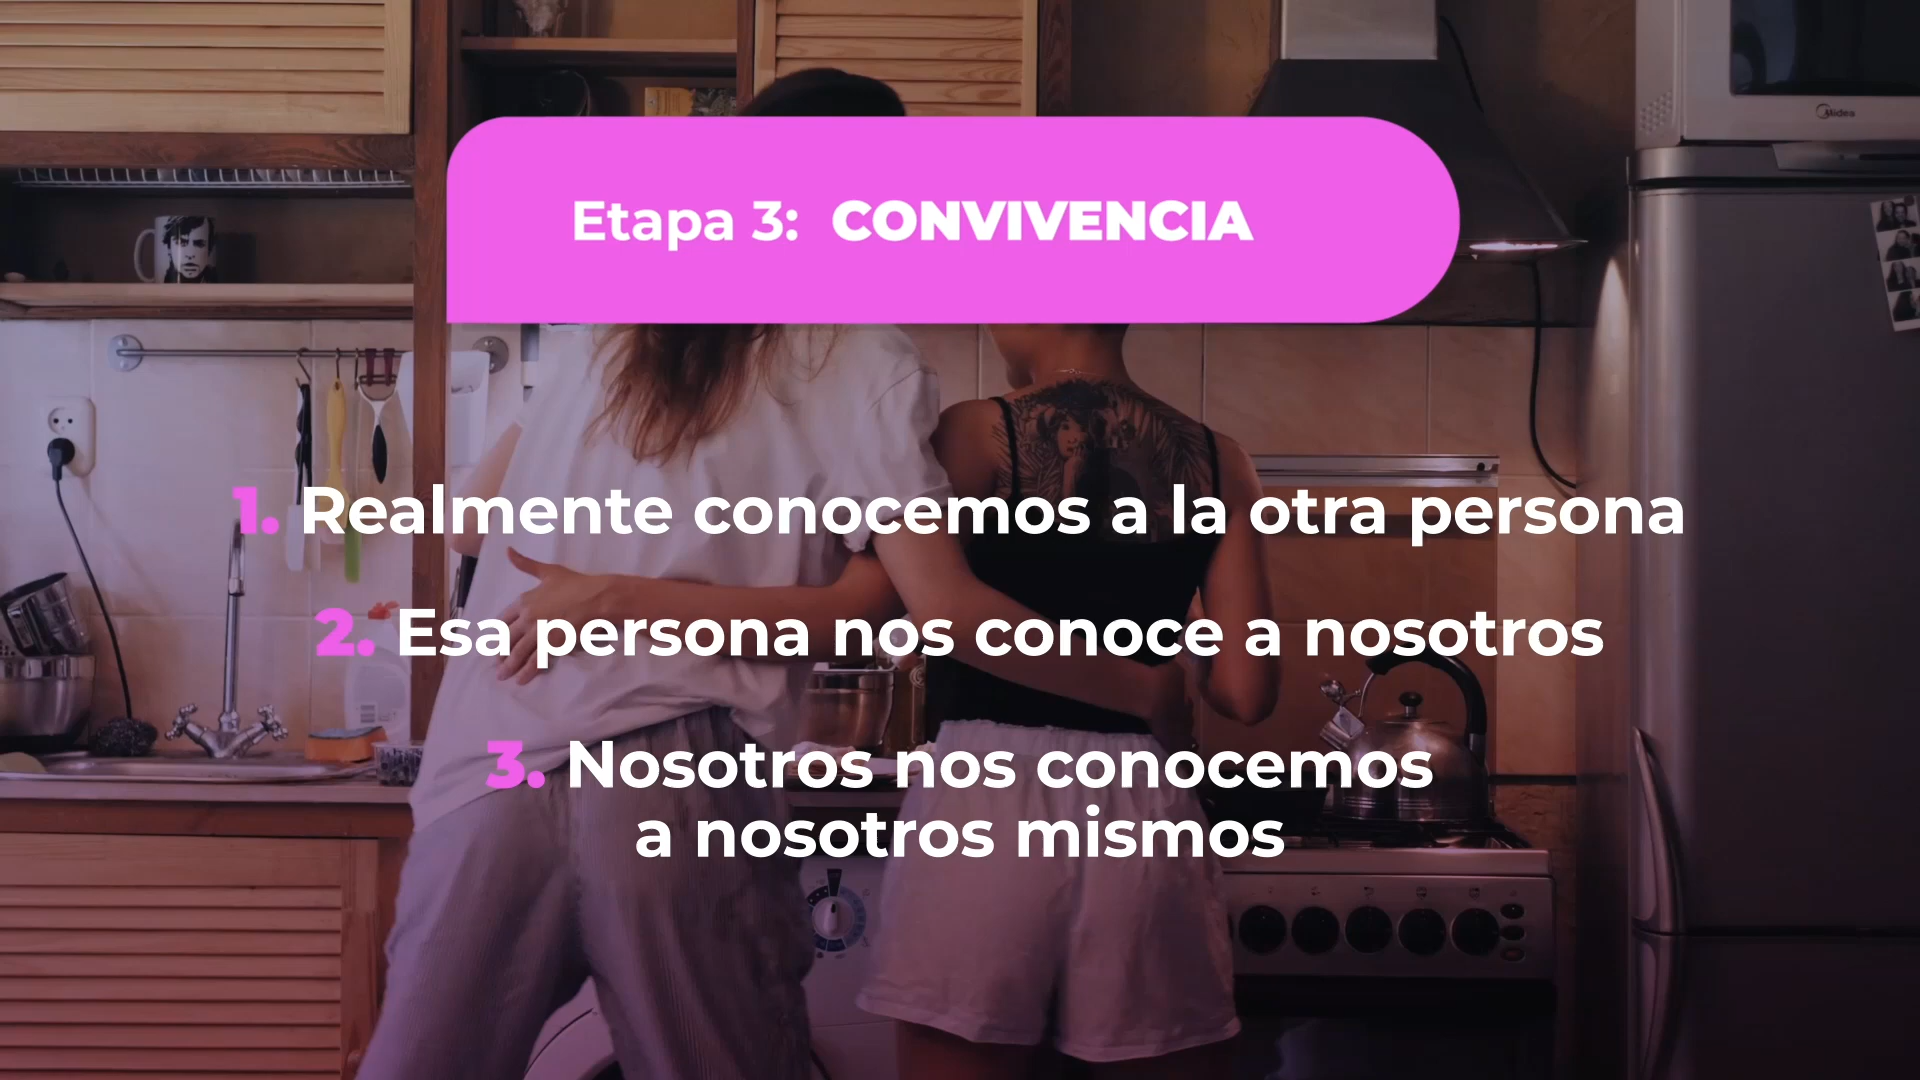 Midea
Etapa 3: CONVIVENCIA
1. Realmente conocemos a la otra persona
2. Esa persona nos conoce a nosotros
3. Nosotros nos conocemos
a nosotros mismos